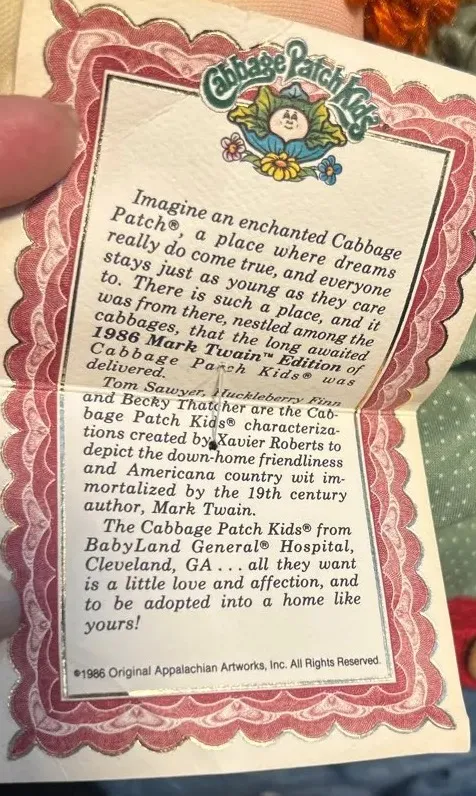 Cabbage Patch Kids
Imagine an enchanted Cabbage
Patch®, a place where dreams
really do come true, and everyone
stays just as young as they care
to. There is such a place, and it
was from there, nestled among the
cabbages, that the long awaited
1986 Mark Twain™ Edition of
Cabbage Patch Kids® was
delivered.
Tom Sawyer, Huckleberry Finn
and Becky Thatcher are the Cab-
bage Patch Kids® characteriza-
tions created by Xavier Roberts to
depict the down-home friendliness
and Americana country wit im-
mortalized by the 19th century
author, Mark Twain.
The Cabbage Patch Kids® from
BabyLand General® Hospital,
Cleveland, GA . . . all they want
is a little love and affection, and
to be adopted into a home like
yours!
©1986 Original Appalachian Artworks, Inc. All Rights Reserved.